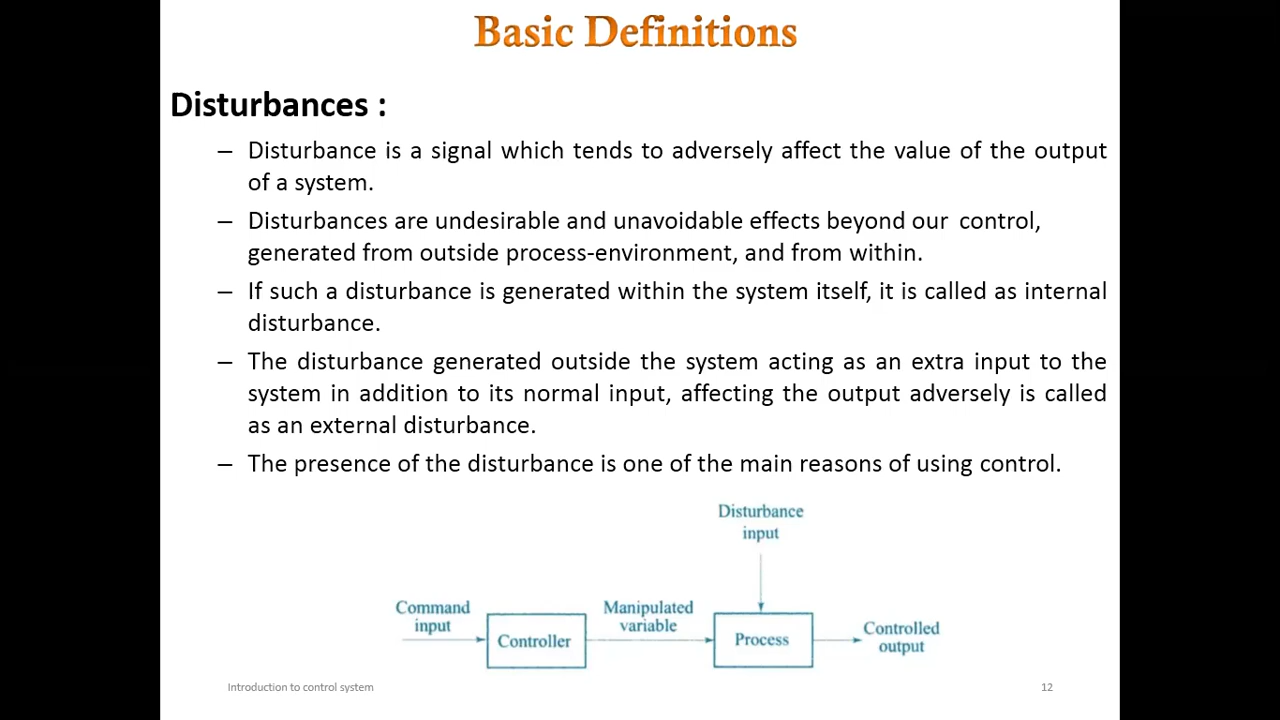 Basic Definitions
Disturbances :
– Disturbance is a signal which tends to adversely affect the value of the output
of a system.
– Disturbances are undesirable and unavoidable effects beyond our control,
generated from outside process-environment, and from within.
– If such a disturbance is generated within the system itself, it is called as internal
disturbance.
– The disturbance generated outside the system acting as an extra input to the
system in addition to its normal input, affecting the output adversely is called
as an external disturbance.
– The presence of the disturbance is one of the main reasons of using control.
Disturbance
input
Command
input
Controller
Manipulated
variable
Process
Controlled
output
Introduction to control system
12